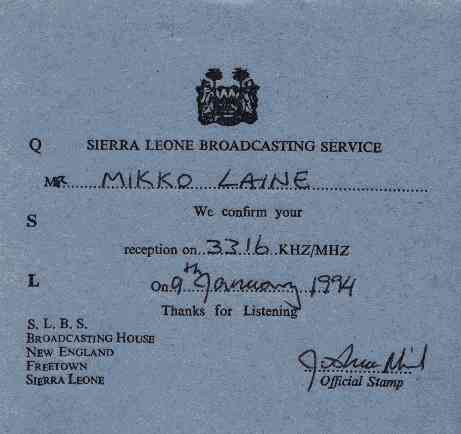 Q SIERRA LEONE BROADCASTING SERVICE
MR MIKKO LAINE
S We confirm your
reception on 3316 KHZ/MHZ
L On 9th January 1994
Thanks for Listening
S. L. B. S.
BROADCASTING HOUSE
NEW ENGLAND
FREETOWN
SIERRA LEONE
Official Stamp